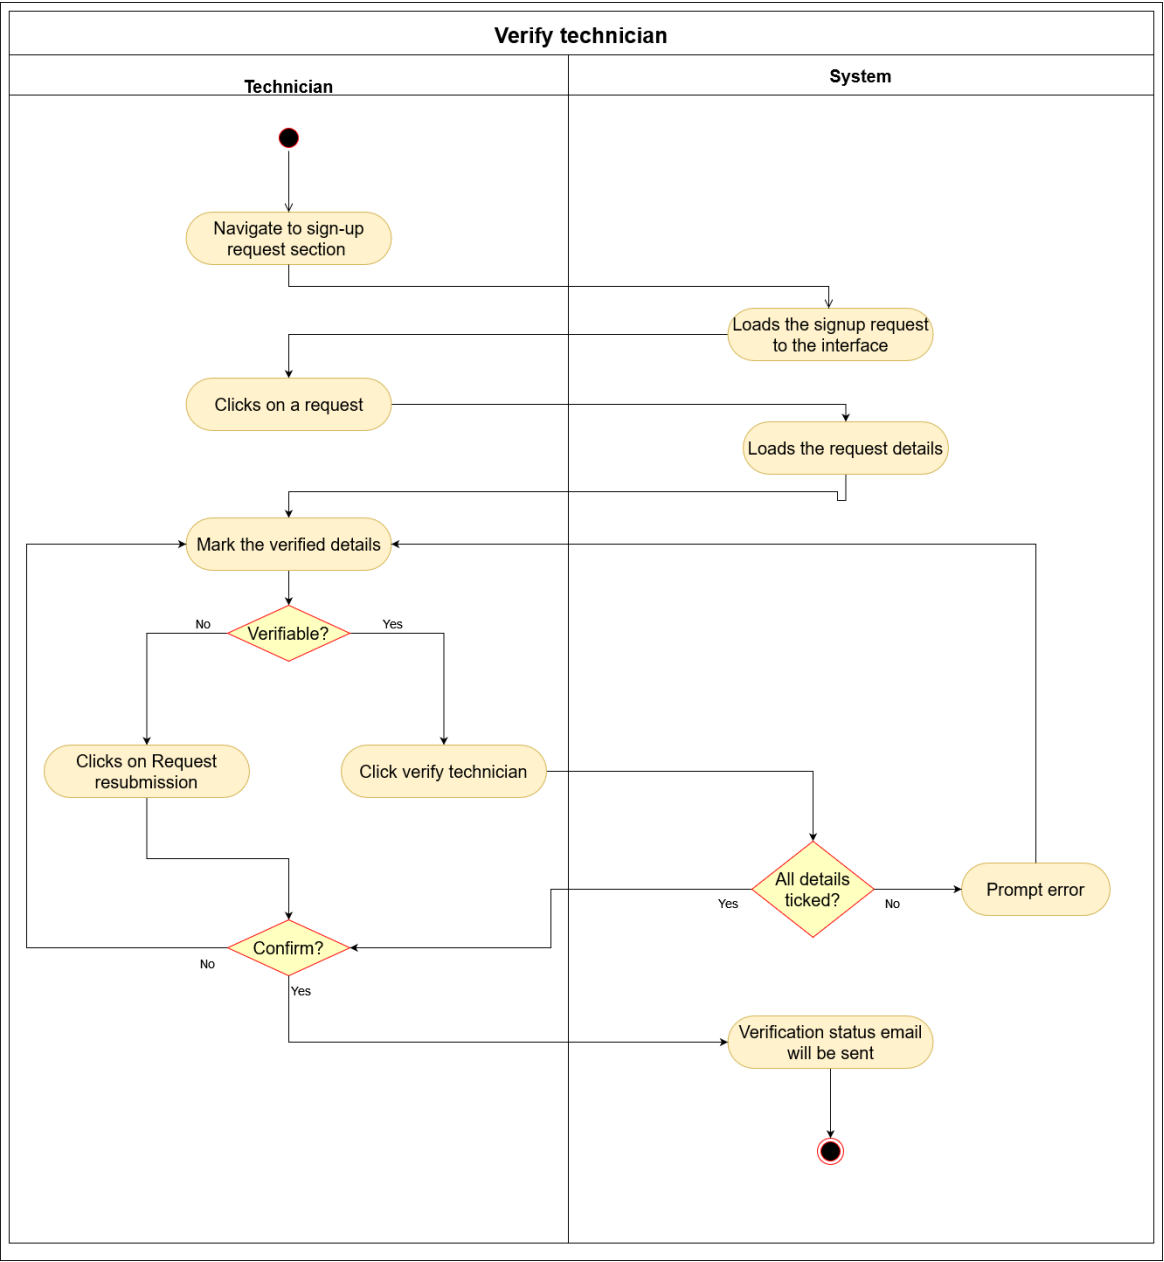 Verify technician
Technician
System
Navigate to sign-up
request section
Loads the signup request
to the interface
Clicks on a request
Loads the request details
Mark the verified details
No
Verifiable?
Yes
Clicks on Request
resubmission
Click verify technician
All details
ticked?
Yes
No
Prompt error
Confirm?
No
Yes
Verification status email
will be sent